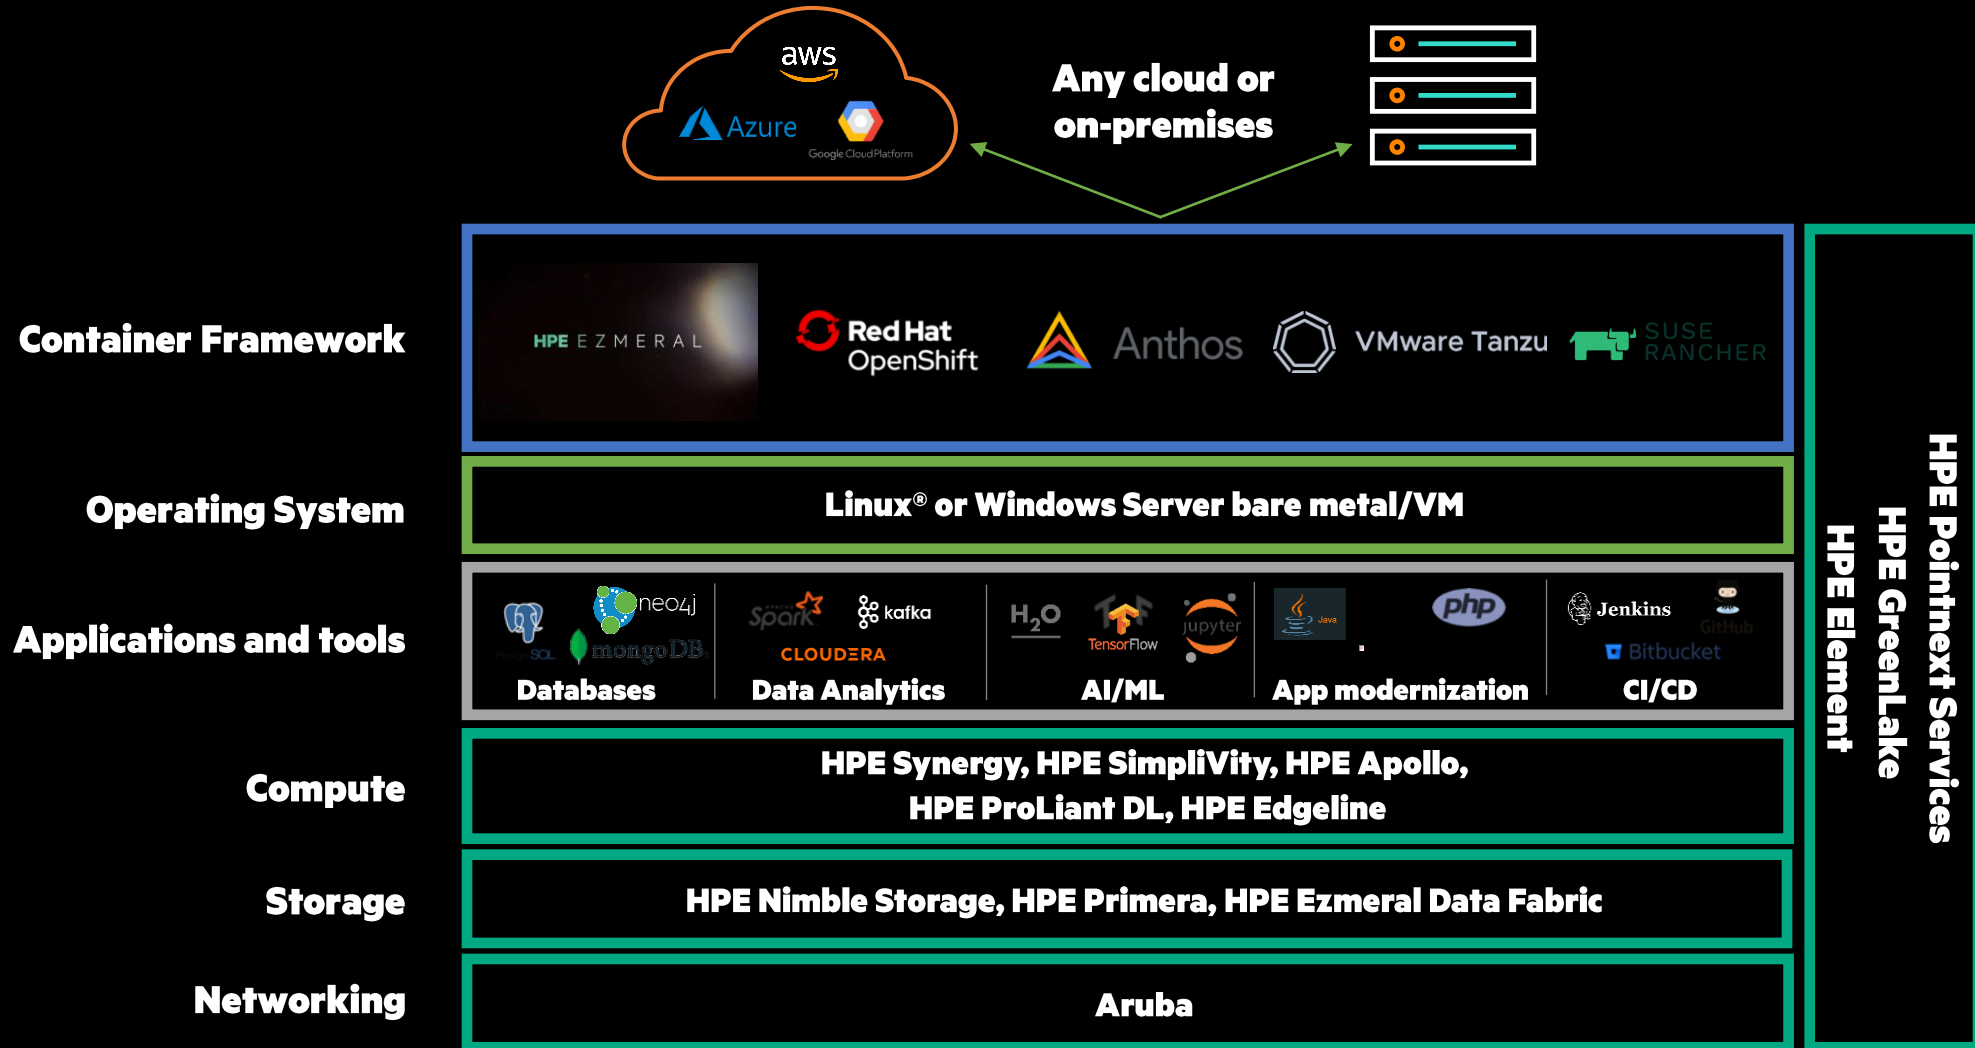 aws
Azure
Google Cloud Platform
Any cloud or
on-premises
Container Framework
HPE EZMERAL
Red Hat
OpenShift
Anthos
VMware Tanzu
SUSE
RANCHER
Operating System
Linux® or Windows Server bare metal/VM
Applications and tools
PostgreSQL
neo4j
mongoDB
Databases
APACHE
Spark
kafka
CLOUDERA
Data Analytics
H2O
TF
TensorFlow
jupyter
AI/ML
Java
php
App modernization
Jenkins
GitHub
Bitbucket
CI/CD
Compute
HPE Synergy, HPE SimpliVity, HPE Apollo,
HPE ProLiant DL, HPE Edgeline
Storage
HPE Nimble Storage, HPE Primera, HPE Ezmeral Data Fabric
Networking
Aruba
HPE Pointnext Services
HPE GreenLake
HPE Element